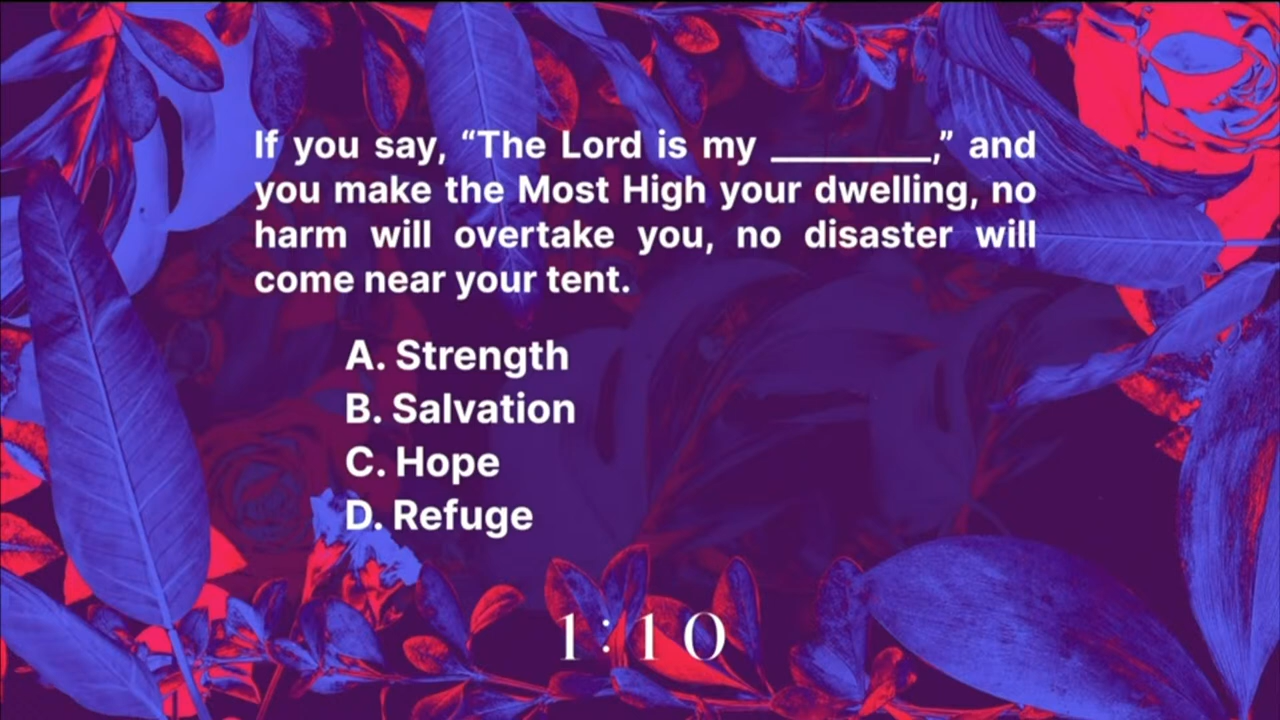 If you say, “The Lord is my _________,” and
you make the Most High your dwelling, no
harm will overtake you, no disaster will
come near your tent.
A. Strength
B. Salvation
C. Hope
D. Refuge
1:10